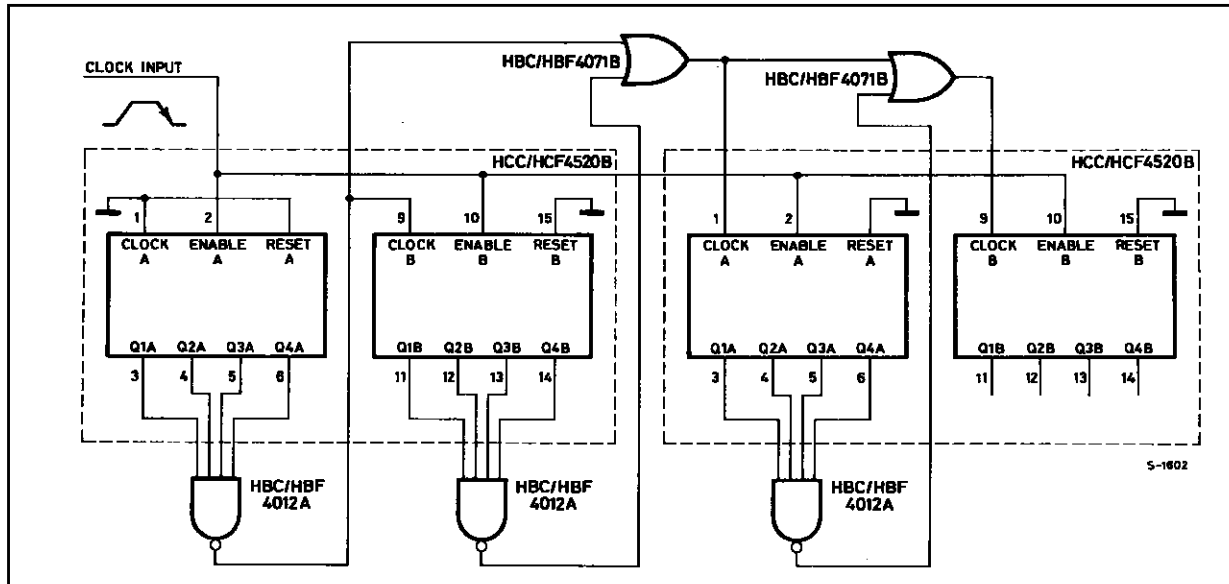 HBC/HBF4071B
HBC/HBF4071B
CLOCK INPUT
HCC/HCF4520B
HCC/HCF4520B
1 2
9 10 15
1 2
9 10 15
CLOCK A
ENABLE A
RESET A
CLOCK B
ENABLE B
RESET B
CLOCK A
ENABLE A
RESET A
CLOCK B
ENABLE B
RESET B
Q1A Q2A Q3A Q4A
Q1B Q2B Q3B Q4B
Q1A Q2A Q3A Q4A
Q1B Q2B Q3B Q4B
3 4 5 6
11 12 13 14
3 4 5 6
11 12 13 14
S-1602
HBC/HBF
4012A
HBC/HBF
4012A
HBC/HBF
4012A